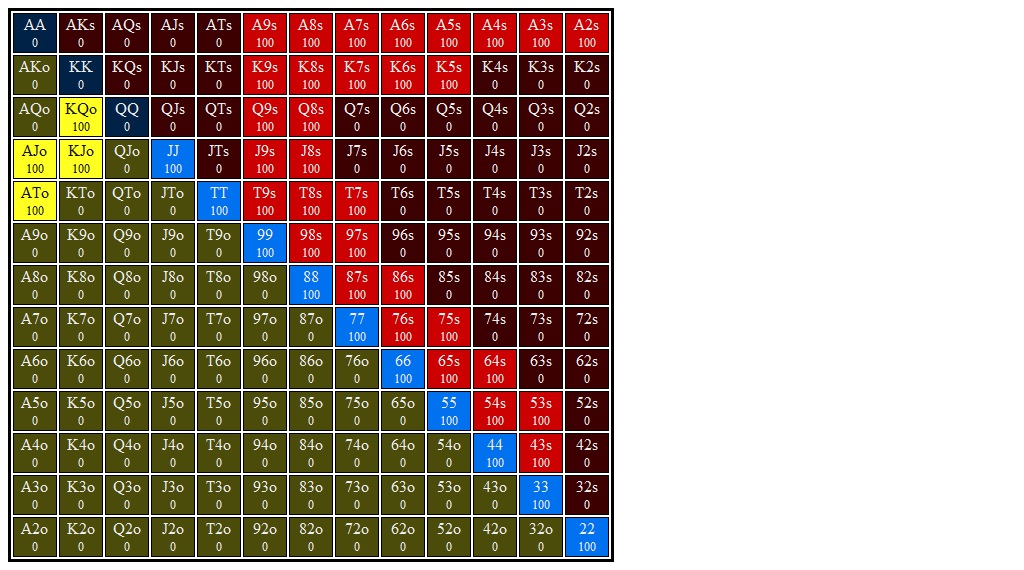 AA AKs AQs AJs ATs A9s A8s A7s A6s A5s A4s A3s A2s
0 0 0 0 0 100 100 100 100 100 100 100 100
AKo KK KQs KJs KTs K9s K8s K7s K6s K5s K4s K3s K2s
0 0 0 0 0 100 100 100 100 100 0 0 0
AQo KQo QQ QJs QTs Q9s Q8s Q7s Q6s Q5s Q4s Q3s Q2s
0 100 0 0 0 100 100 0 0 0 0 0 0
AJo KJo QJo JJ JTs J9s J8s J7s J6s J5s J4s J3s J2s
100 100 0 100 0 100 100 0 0 0 0 0 0
ATo KTo QTo JTo TT T9s T8s T7s T6s T5s T4s T3s T2s
100 0 0 0 100 100 100 100 0 0 0 0 0
A9o K9o Q9o J9o T9o 99 98s 97s 96s 95s 94s 93s 92s
0 0 0 0 0 100 100 100 0 0 0 0 0
A8o K8o Q8o J8o T8o 98o 88 87s 86s 85s 84s 83s 82s
0 0 0 0 0 0 100 100 100 0 0 0 0
A7o K7o Q7o J7o T7o 97o 87o 77 76s 75s 74s 73s 72s
0 0 0 0 0 0 0 100 100 100 0 0 0
A6o K6o Q6o J6o T6o 96o 86o 76o 66 65s 64s 63s 62s
0 0 0 0 0 0 0 0 100 100 100 0 0
A5o K5o Q5o J5o T5o 95o 85o 75o 65o 55 54s 53s 52s
0 0 0 0 0 0 0 0 0 100 100 100 0
A4o K4o Q4o J4o T4o 94o 84o 74o 64o 54o 44 43s 42s
0 0 0 0 0 0 0 0 0 0 100 100 0
A3o K3o Q3o J3o T3o 93o 83o 73o 63o 53o 43o 33 32s
0 0 0 0 0 0 0 0 0 0 0 100 0
A2o K2o Q2o J2o T2o 92o 82o 72o 62o 52o 42o 32o 22
0 0 0 0 0 0 0 0 0 0 0 0 100